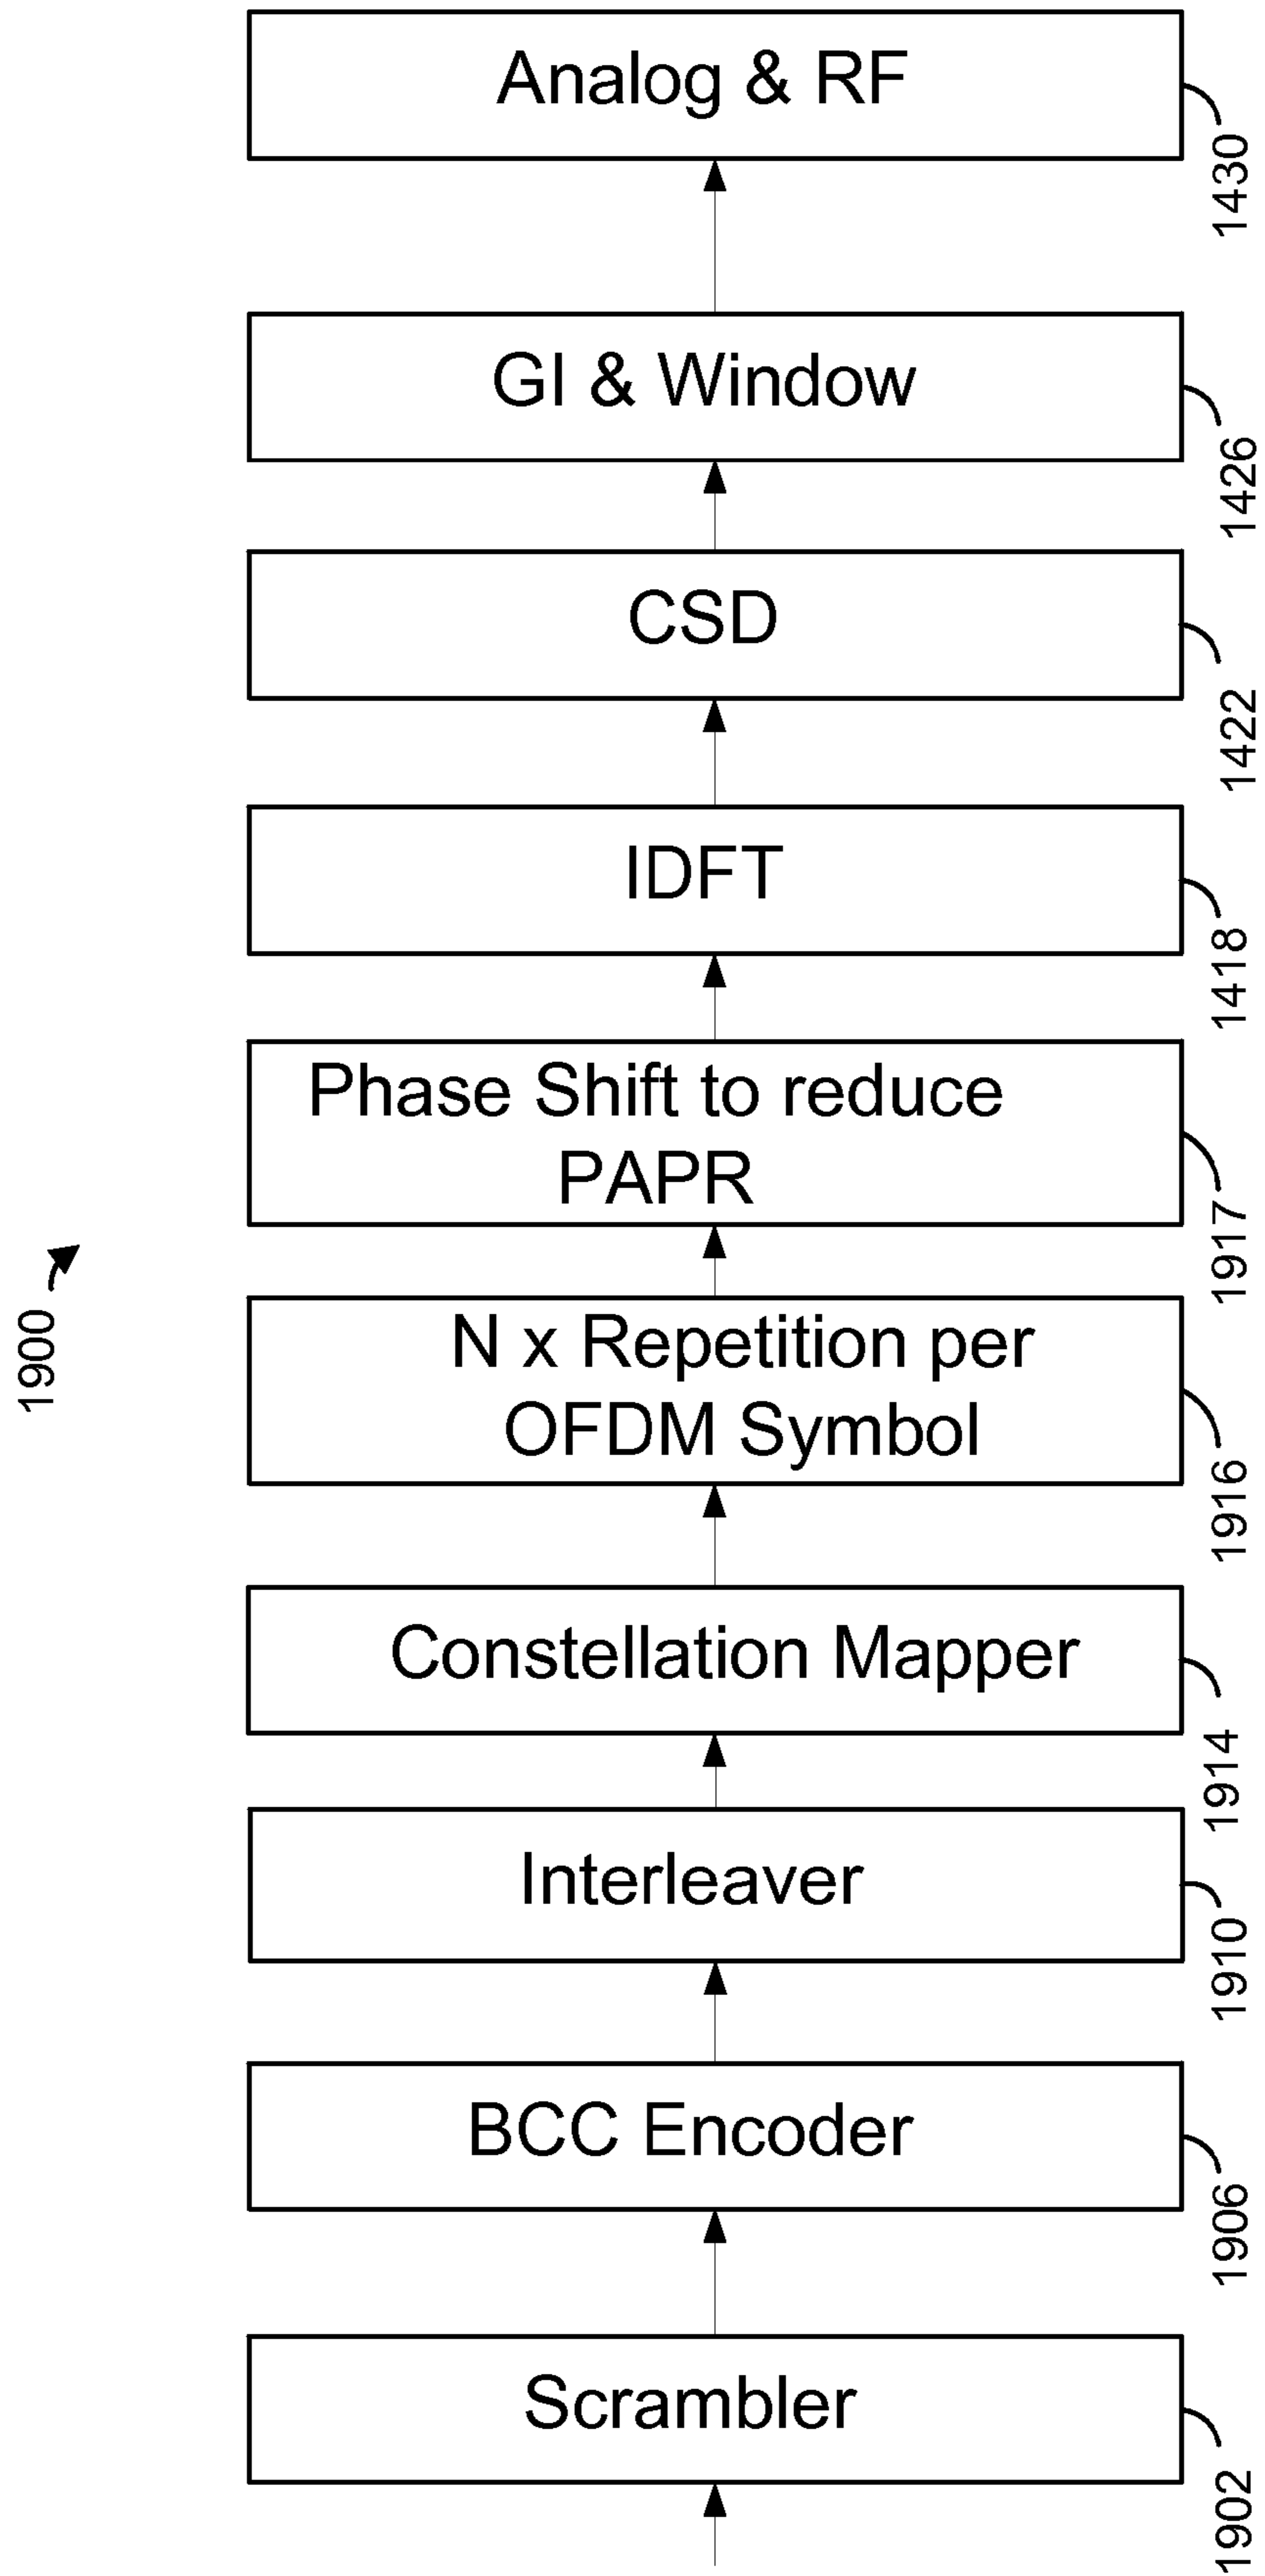 Analog & RF
1430
GI & Window
1426
CSD
1422
IDFT
1418
Phase Shift to reduce
PAPR
1917
1900
N x Repetition per
OFDM Symbol
1916
Constellation Mapper
1914
Interleaver
1910
BCC Encoder
1906
Scrambler
1902